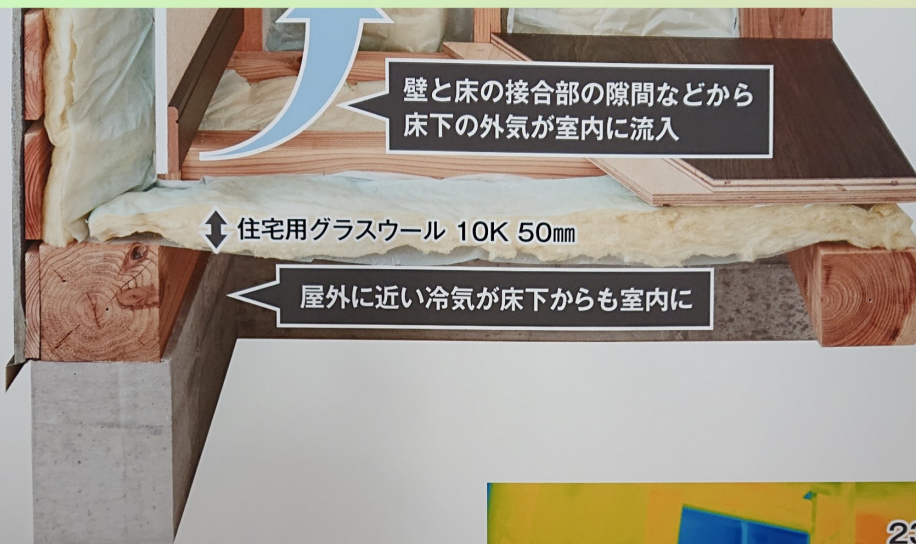 壁と床の接合部の隙間などから
床下の外気が室内に流入
住宅用グラスウール 10K 50㎜
屋外に近い冷気が床下からも室内に